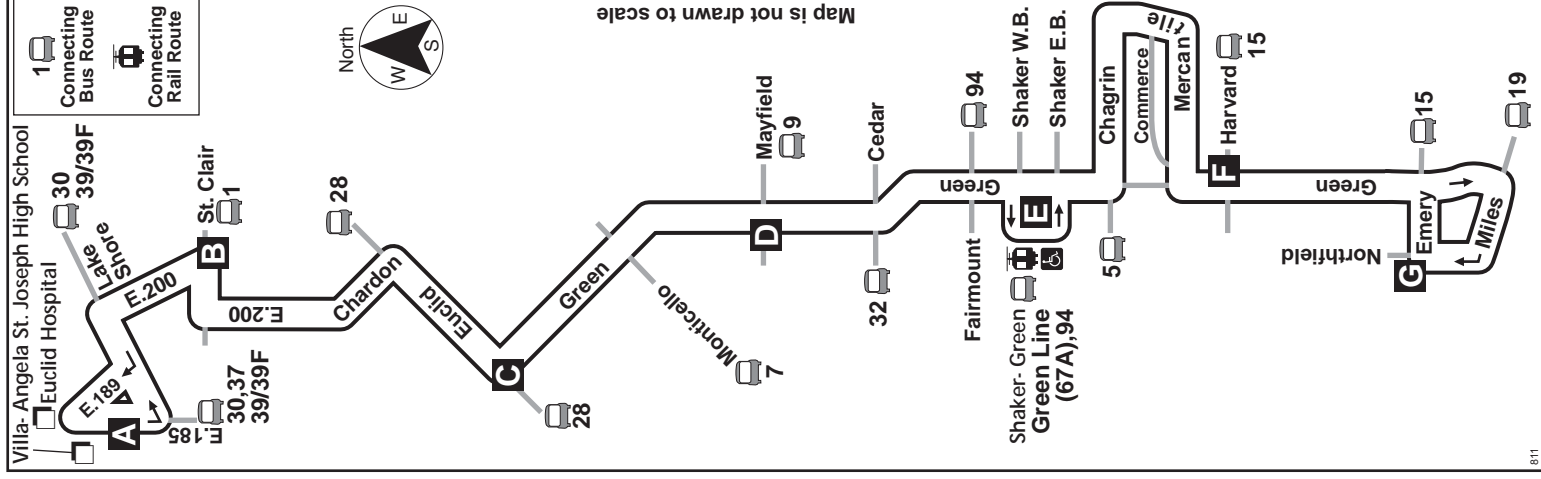 Villa- Angela St. Joseph High School
Euclid Hospital
1
Connecting
Bus Route
Connecting
Rail Route
North
W
E
S
Map is not drawn to scale
30
39/39F
Lake
Shore
E.200
E.189
A
E.185
30,37
39/39F
B
St. Clair
1
E.200
Chardon
28
Euclid
C
28
Green
Monticello
7
D
Mayfield
9
Cedar
32
Green
94
Fairmount
Shaker W.B.
Shaker E.B.
E
Shaker- Green
Green Line
(67A),94
5
Chagrin
Commerce
Mercan
tile
F
Harvard
15
Green
Northfield
15
Emery
G
Miles
19
811